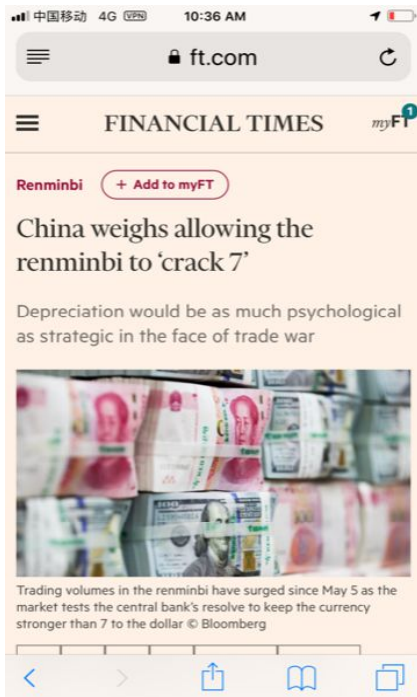 中国移动 4G VPN 10:36 AM
ft.com
FINANCIAL TIMES
myFT
1
Renminbi
+ Add to myFT
China weighs allowing the
renminbi to ‘crack 7’
Depreciation would be as much psychological
as strategic in the face of trade war
100
Trading volumes in the renminbi have surged since May 5 as the
market tests the central bank's resolve to keep the currency
stronger than 7 to the dollar © Bloomberg